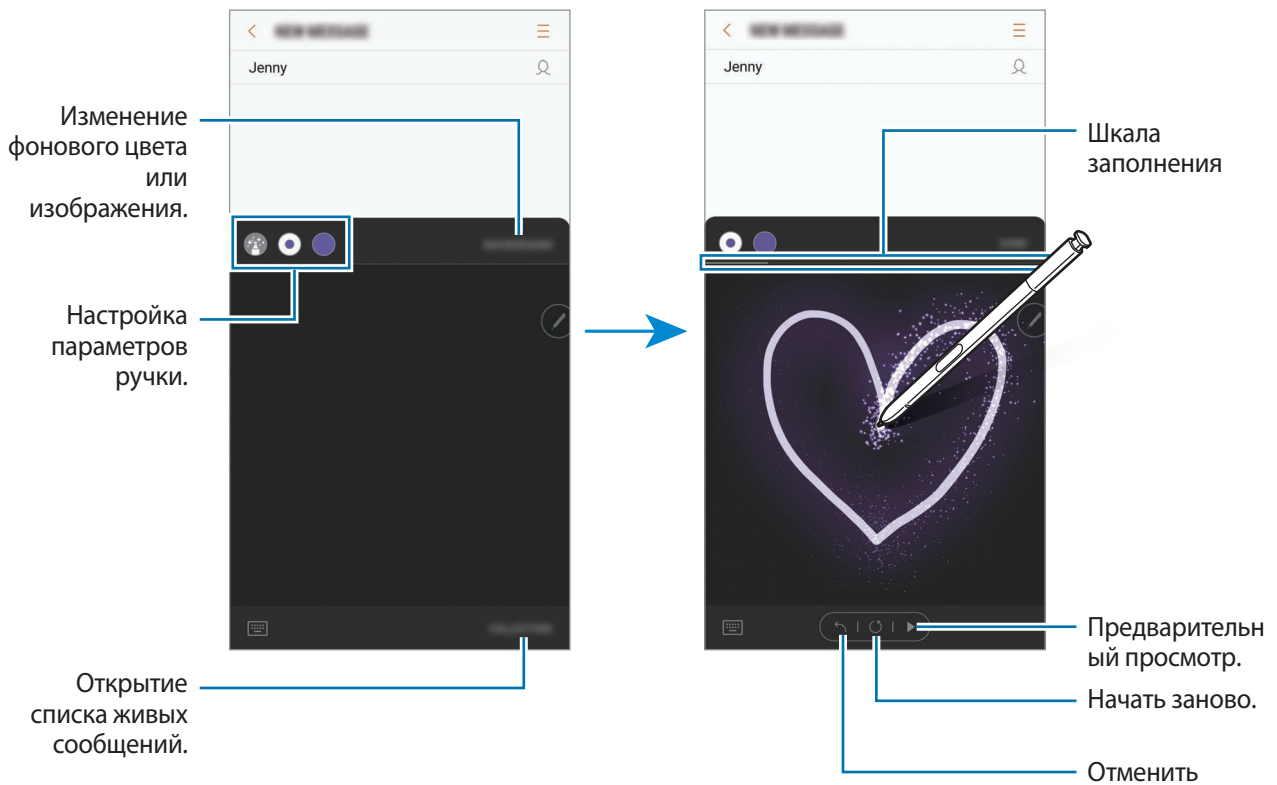 Jenny
Изменение
фонового цвета
или
изображения.
Настройка
параметров
ручки.
Открытие
списка живых
сообщений.
Jenny
Шкала
заполнения
Предварительн
ый просмотр.
Начать заново.
Отменить